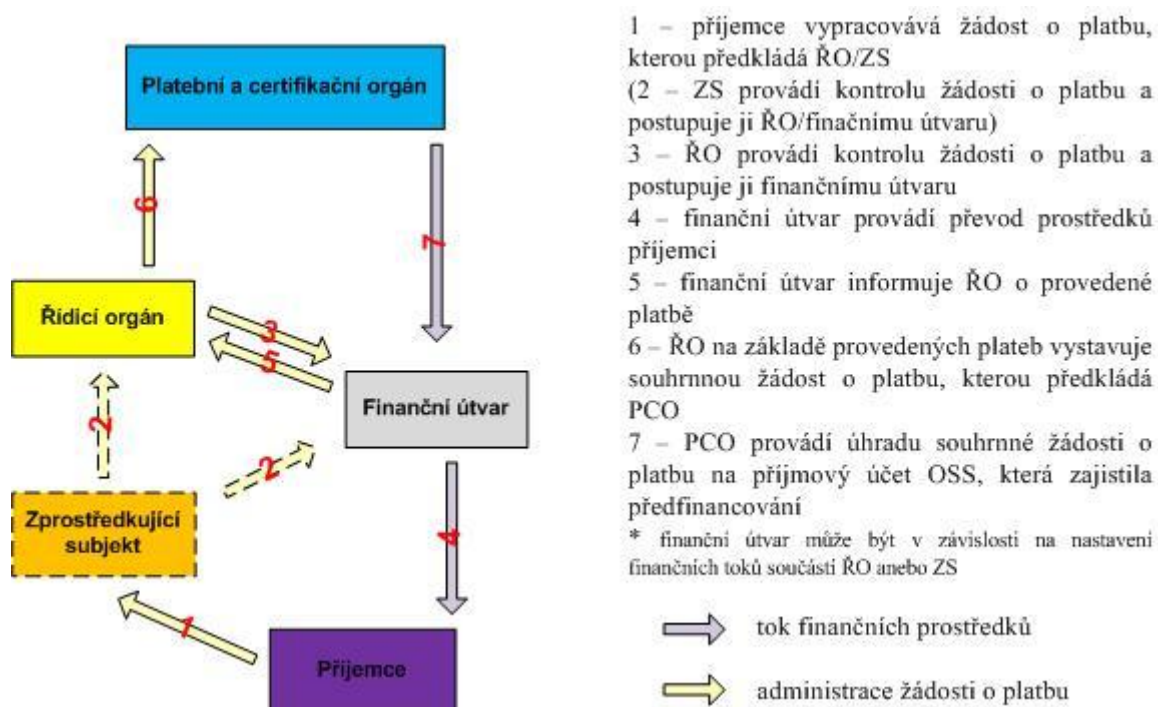 Platební a certifikační orgán
6
7
Řídicí orgán
3
5
Finanční útvar
2
2
Zprostředkující
subjekt
4
1
Příjemce
1 – příjemce vypracovává žádost o platbu,
kterou předkládá ŘO/ZS
(2 – ZS provádí kontrolu žádosti o platbu a
postupuje ji ŘO/finačnímu útvaru)
3 – ŘO provádí kontrolu žádosti o platbu a
postupuje ji finančnímu útvaru
4 – finanční útvar provádí převod prostředků
příjemci
5 – finanční útvar informuje ŘO o provedené
platbě
6 – ŘO na základě provedených plateb vystavuje
souhrnnou žádost o platbu, kterou předkládá
PCO
7 – PCO provádí úhradu souhrnné žádosti o
platbu na příjmový účet OSS, která zajistila
předfinancování
* finanční útvar může být v závislosti na nastavení
finančních toků součástí ŘO anebo ZS
tok finančních prostředků
administrace žádosti o platbu